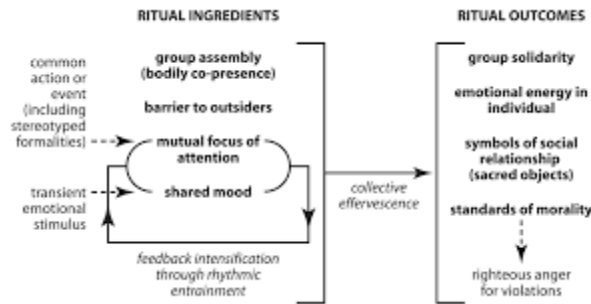 RITUAL INGREDIENTS
RITUAL OUTCOMES
common
action or
event
(including
stereotyped
formalities)
transient
emotional
stimulus
group assembly
(bodily co-presence)
barrier to outsiders
mutual focus of
attention
shared mood
feedback intensification
through rhythmic
entrainment
collective
effervescence
group solidarity
emotional energy in
individual
symbols of social
relationship
(sacred objects)
standards of morality
righteous anger
for violations